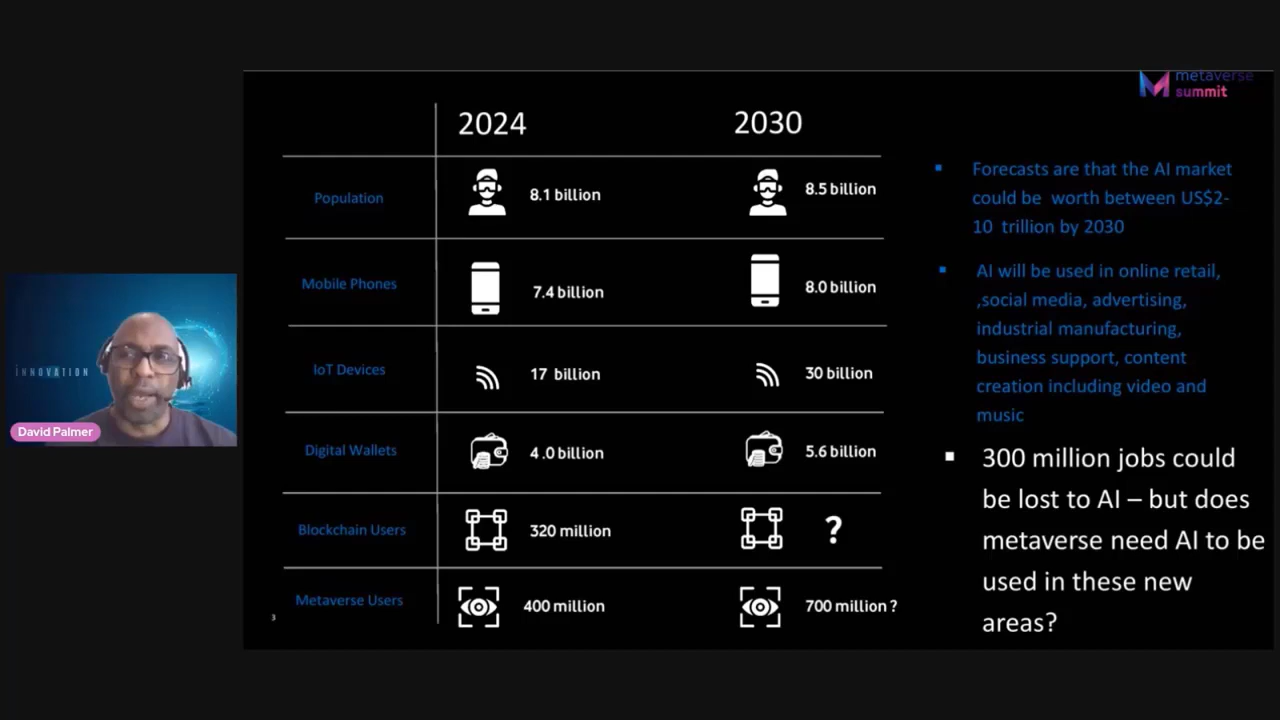 metaverse
summit
2024 2030
Population 8.1 billion 8.5 billion
Mobile Phones 7.4 billion 8.0 billion
IoT Devices 17 billion 30 billion
Digital Wallets 4 .0 billion 5.6 billion
Blockchain Users 320 million ?
Metaverse Users 400 million 700 million ?
3
Forecasts are that the AI market
could be worth between US$2-
10 trillion by 2030
AI will be used in online retail,
,social media, advertising,
industrial manufacturing,
business support, content
creation including video and
music
300 million jobs could
be lost to AI – but does
metaverse need AI to be
used in these new
areas?
INNOVATION
David Palmer